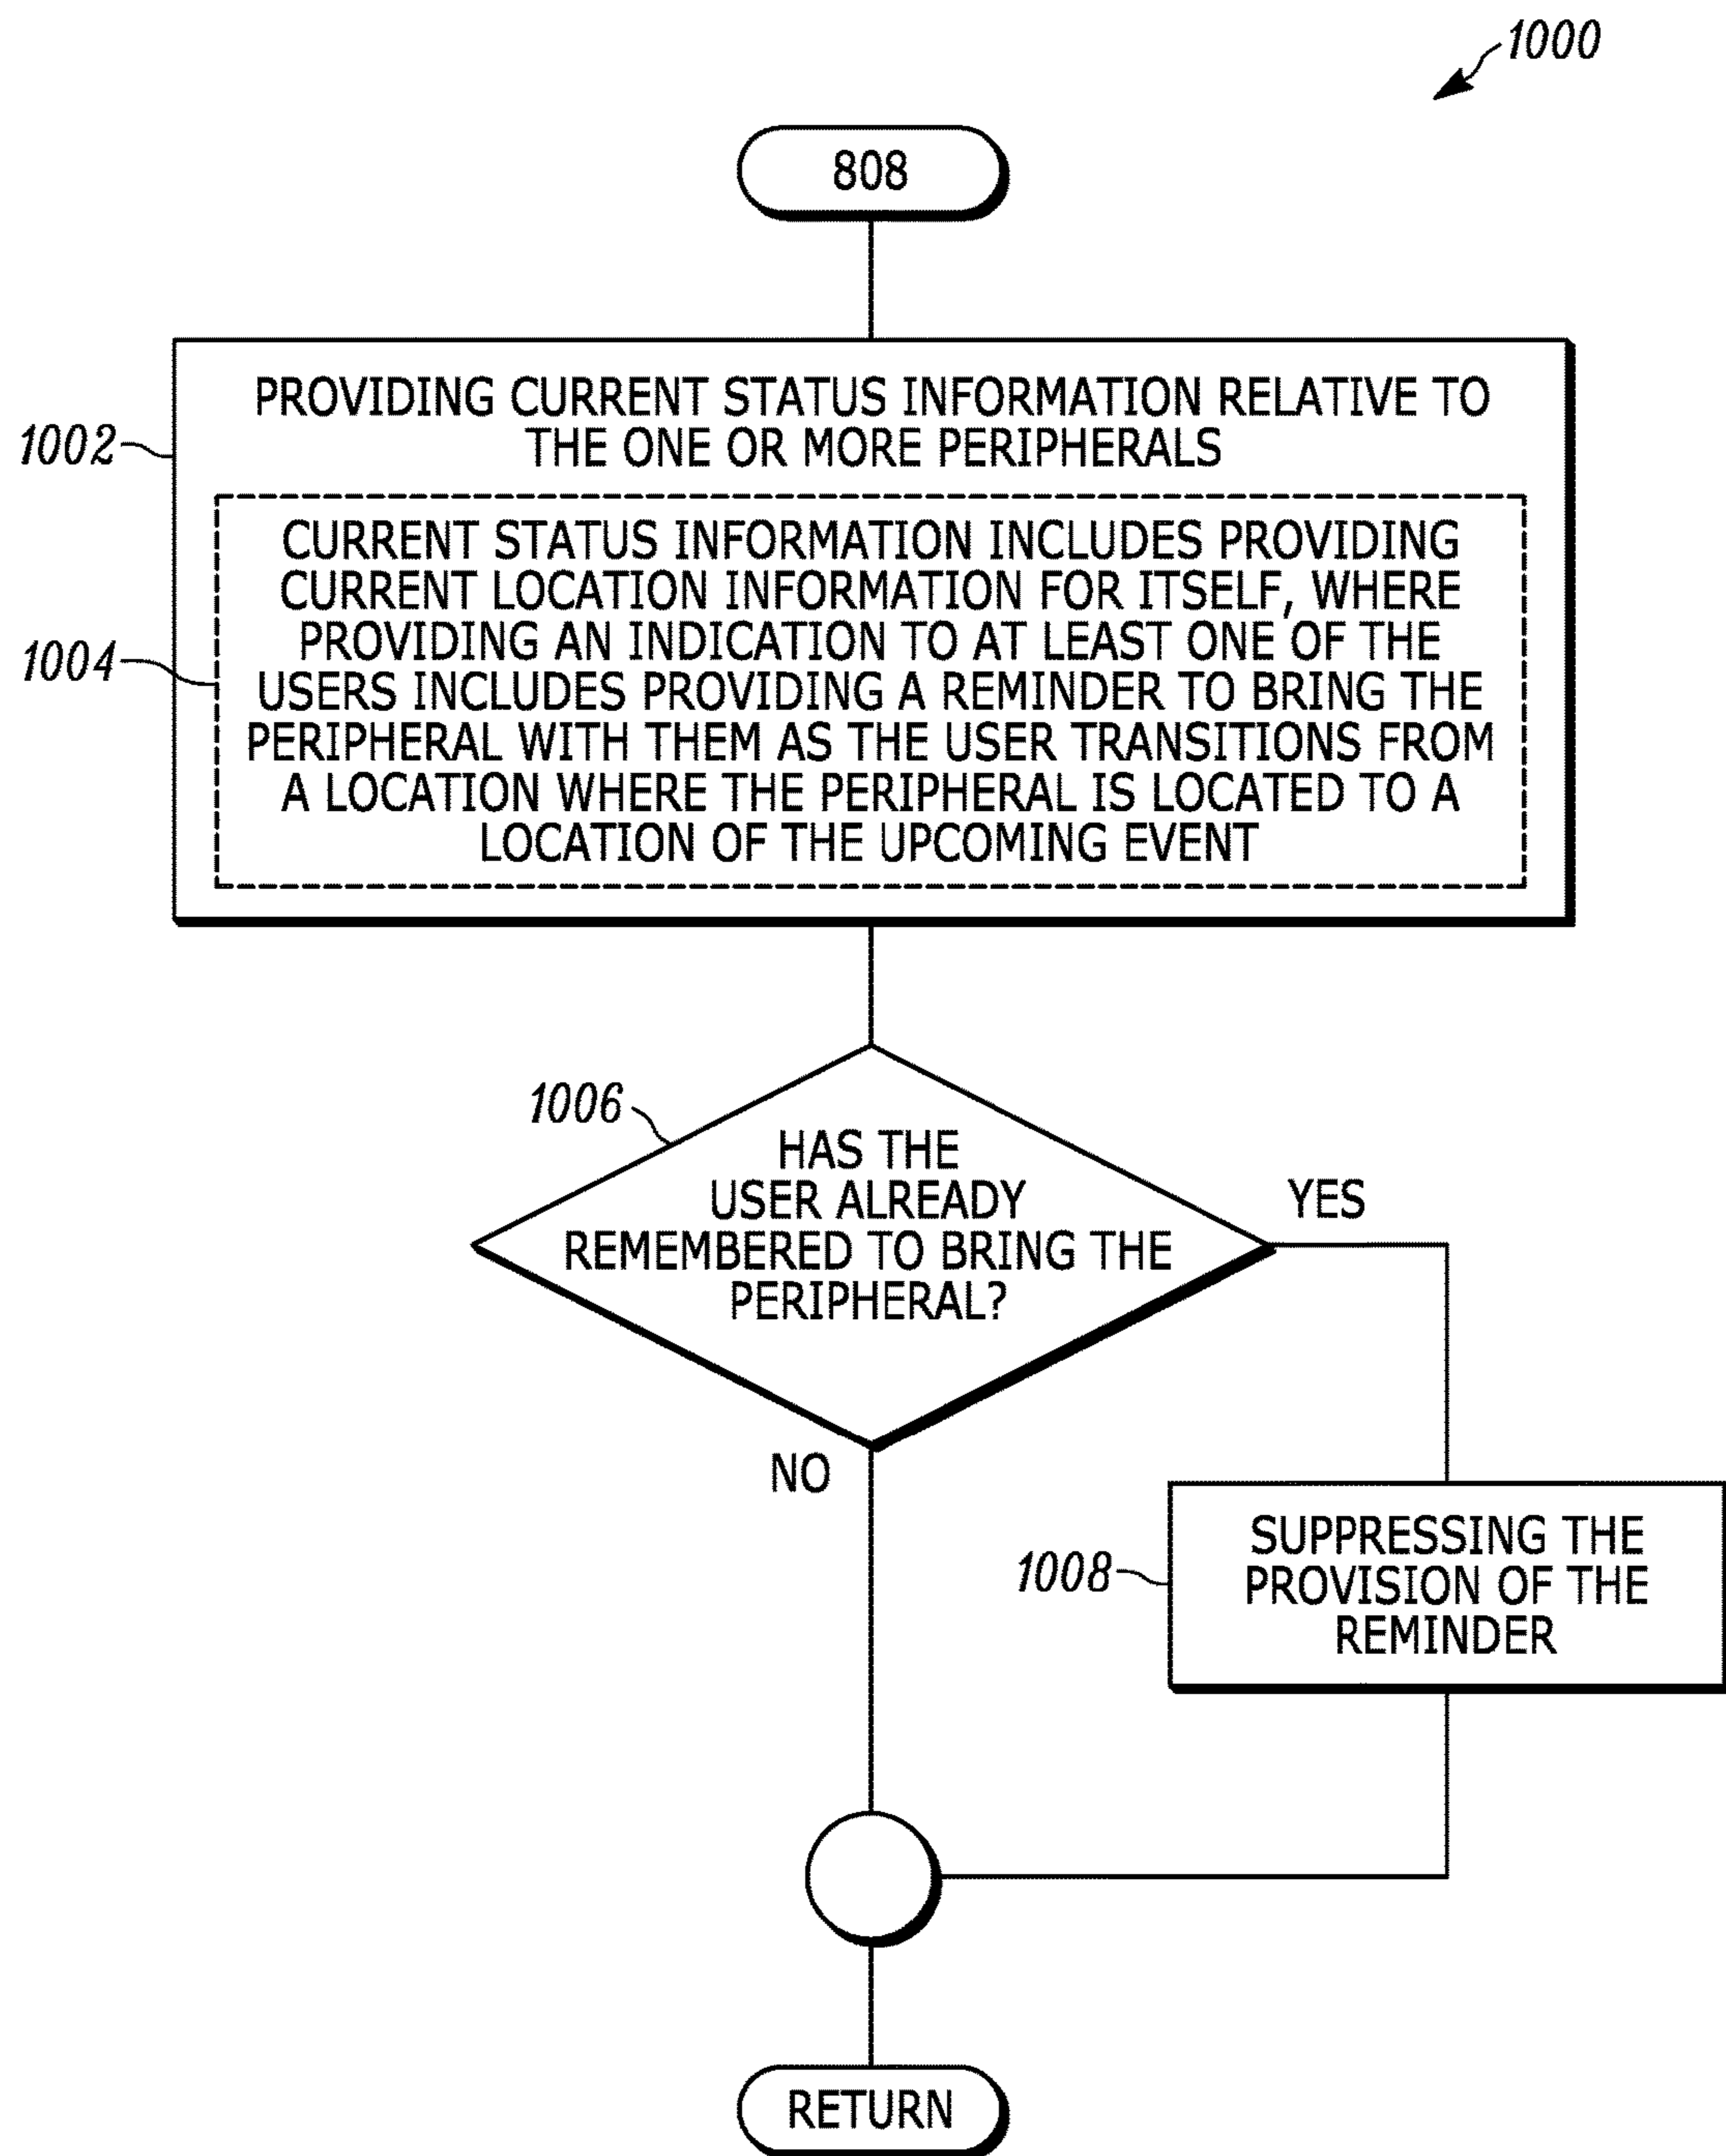 1000
808
1002
PROVIDING CURRENT STATUS INFORMATION RELATIVE TO
THE ONE OR MORE PERIPHERALS
1004
CURRENT STATUS INFORMATION INCLUDES PROVIDING
CURRENT LOCATION INFORMATION FOR ITSELF, WHERE
PROVIDING AN INDICATION TO AT LEAST ONE OF THE
USERS INCLUDES PROVIDING A REMINDER TO BRING THE
PERIPHERAL WITH THEM AS THE USER TRANSITIONS FROM
A LOCATION WHERE THE PERIPHERAL IS LOCATED TO A
LOCATION OF THE UPCOMING EVENT
1006
HAS THE
USER ALREADY
REMEMBERED TO BRING THE
PERIPHERAL?
YES
NO
1008
SUPPRESSING THE
PROVISION OF THE
REMINDER
RETURN